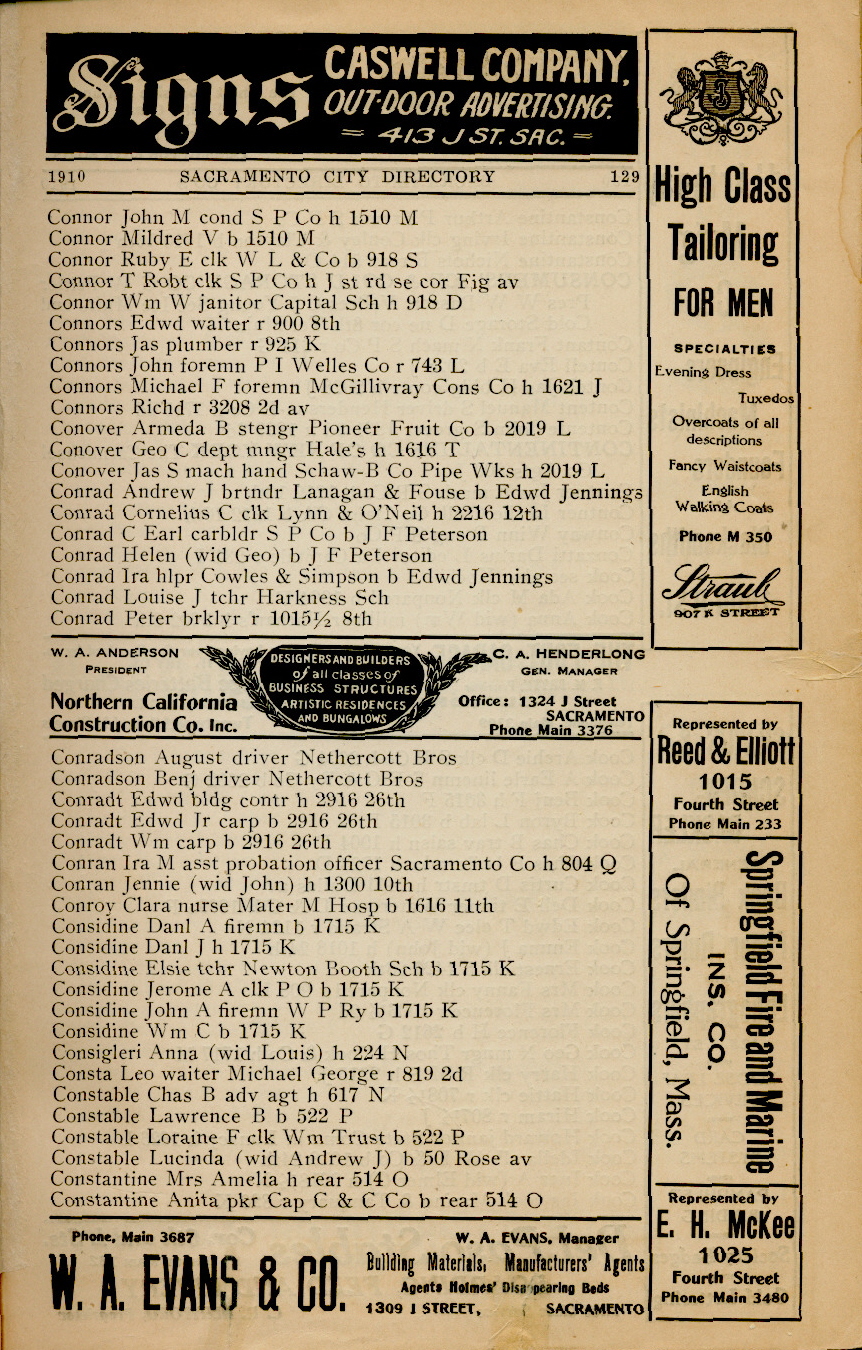 Signs
CASWELL COMPANY,
OUT-DOOR ADVERTISING.
= 413 J ST. SAC. =
1910 SACRAMENTO CITY DIRECTORY 129
Connor John M cond S P Co h 1510 M
Connor Mildred V b 1510 M
Connor Ruby E clk W L & Co b 918 S
Connor T Robt clk S P Co h J st rd se cor Fig av
Connor Wm W janitor Capital Sch h 918 D
Connors Edwd waiter r 900 8th
Connors Jas plumber r 925 K
Connors John foremn P I Welles Co r 743 L
Connors Michael F foremn McGillivray Cons Co h 1621 J
Connors Richd r 3208 2d av
Conover Armeda B stengr Pioneer Fruit Co b 2019 L
Conover Geo C dept mngr Hale's h 1616 T
Conover Jas S mach hand Schaw-B Co Pipe Wks h 2019 L
Conrad Andrew J brtndr Lanagan & Fouse b Edwd Jennings
Conrad Cornelius C clk Lynn & O'Neil h 2216 12th
Conrad C Earl carbldr S P Co b J F Peterson
Conrad Helen (wid Geo) b J F Peterson
Conrad Ira hlpr Cowles & Simpson b Edwd Jennings
Conrad Louise J tchr Harkness Sch
Conrad Peter brklyr r 1015½ 8th
W. A. ANDERSON
PRESIDENT
Northern California
Construction Co. Inc.
DESIGNERS AND BUILDERS
of all classes of
BUSINESS STRUCTURES
ARTISTIC RESIDENCES
AND BUNGALOWS
C. A. HENDERLONG
GEN. MANAGER
Office: 1324 J Street
SACRAMENTO
Phone Main 3376
Conradson August driver Nethercott Bros
Conradson Benj driver Nethercott Bros
Conradt Edwd bldg contr h 2916 26th
Conradt Edwd Jr carp b 2916 26th
Conradt Wm carp b 2916 26th
Conran Ira M asst probation officer Sacramento Co h 804 Q
Conran Jennie (wid John) h 1300 10th
Conroy Clara nurse Mater M Hosp b 1616 11th
Considine Danl A firemn b 1715 K
Considine Danl J h 1715 K
Considine Elsie tchr Newton Booth Sch b 1715 K
Considine Jerome A clk P O b 1715 K
Considine John A firemn W P Ry b 1715 K
Considine Wm C b 1715 K
Consigleri Anna (wid Louis) h 224 N
Consta Leo waiter Michael George r 819 2d
Constable Chas B adv agt h 617 N
Constable Lawrence B b 522 P
Constable Loraine F clk Wm Trust b 522 P
Constable Lucinda (wid Andrew J) b 50 Rose av
Constantine Mrs Amelia h rear 514 O
Constantine Anita pkr Cap C & C Co b rear 514 O
Phone, Main 3687
W. A. EVANS & CO.
W. A. EVANS, Manager
Building Materials, Manufacturers' Agents
Agents Holmes' Disappearing Beds
1309 J STREET, SACRAMENTO
High Class
Tailoring
FOR MEN
SPECIALTIES
Evening Dress
Tuxedos
Overcoats of all
descriptions
Fancy Waistcoats
English
Walking Coats
Phone M 350
Straub
907 K STREET
Represented by
Reed & Elliott
1015
Fourth Street
Phone Main 233
Springfield Fire and Marine
INS. CO.
Of Springfield, Mass.
Represented by
E. H. McKee
1025
Fourth Street
Phone Main 3480